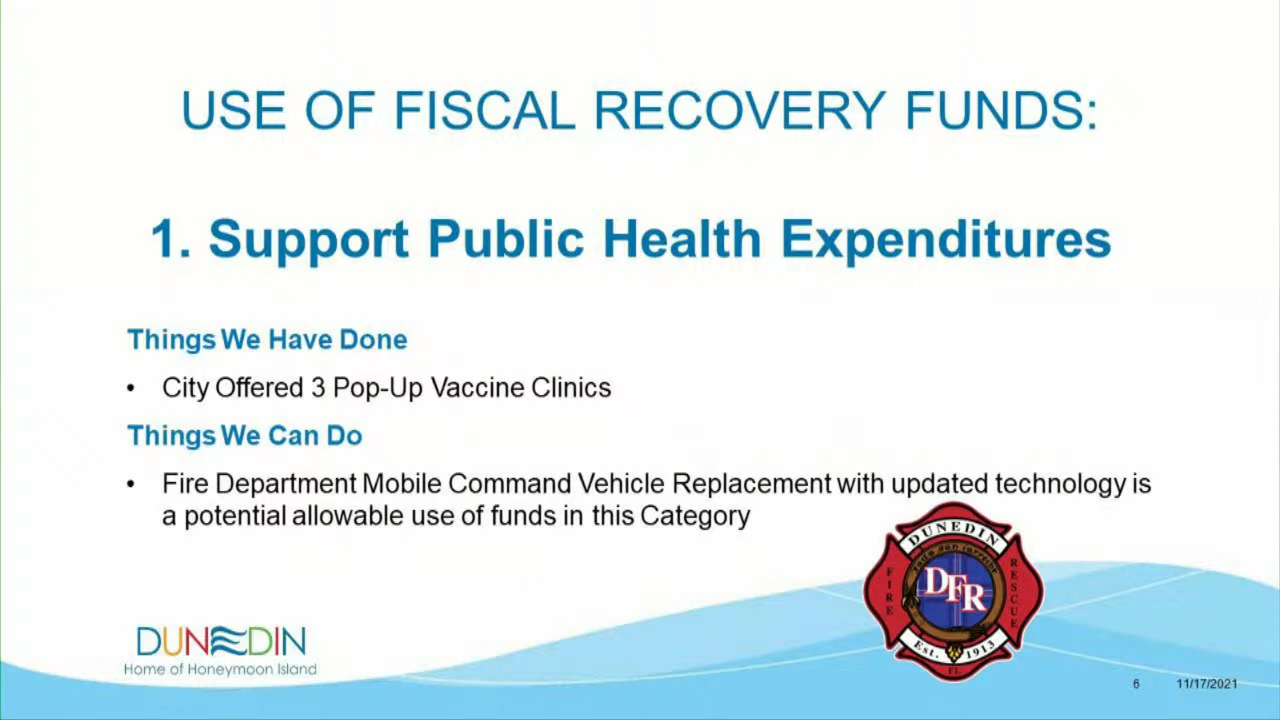 USE OF FISCAL RECOVERY FUNDS:
1. Support Public Health Expenditures
Things We Have Done
• City Offered 3 Pop-Up Vaccine Clinics
Things We Can Do
• Fire Department Mobile Command Vehicle Replacement with updated technology is
a potential allowable use of funds in this Category
DUNEDIN
FIRE
DFR
RESCUE
Est. 1913
DUNEDIN
Home of Honeymoon Island
6 11/17/2021